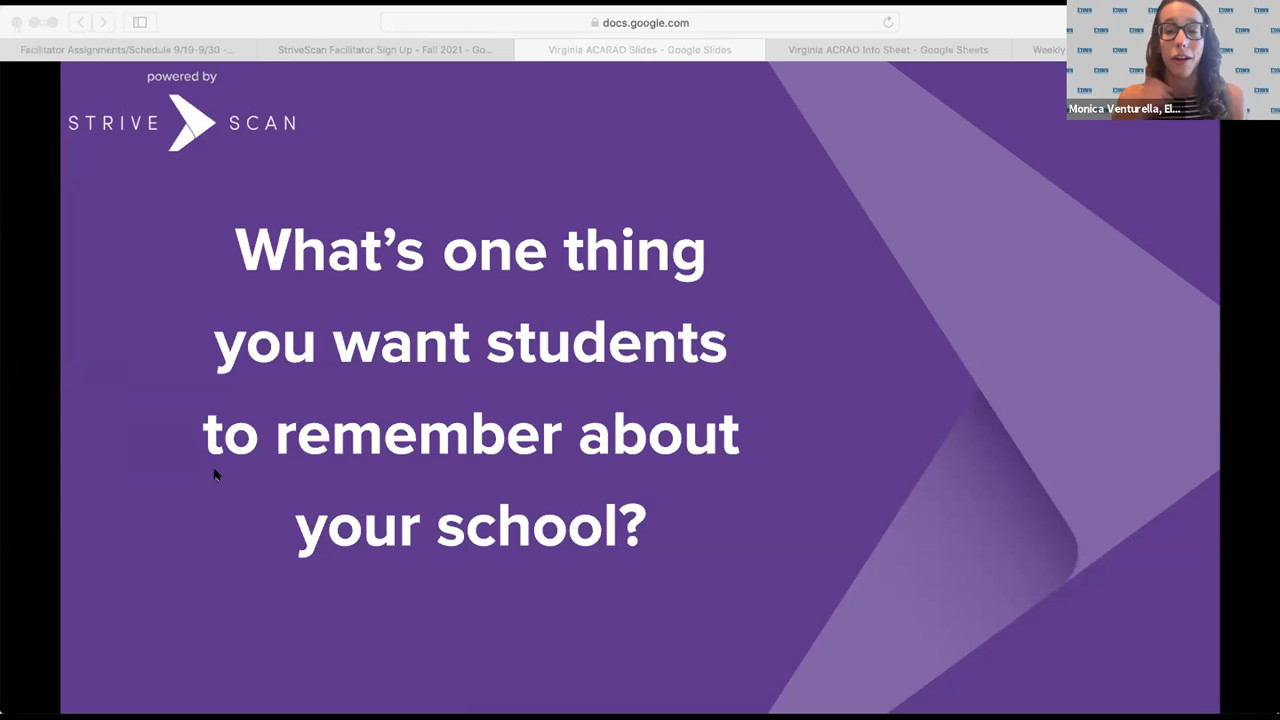 docs.google.com
Facilitator Assignments/Schedule 9/19-9/30 -...
StriveScan Facilitator Sign Up - Fall 2021 - Go...
Virginia ACARAO Slides - Google Slides
Virginia ACRAO Info Sheet - Google Sheets
Weekly
Monica Venturella, El...
powered by
STRIVE SCAN
What's one thing
you want students
to remember about
your school?